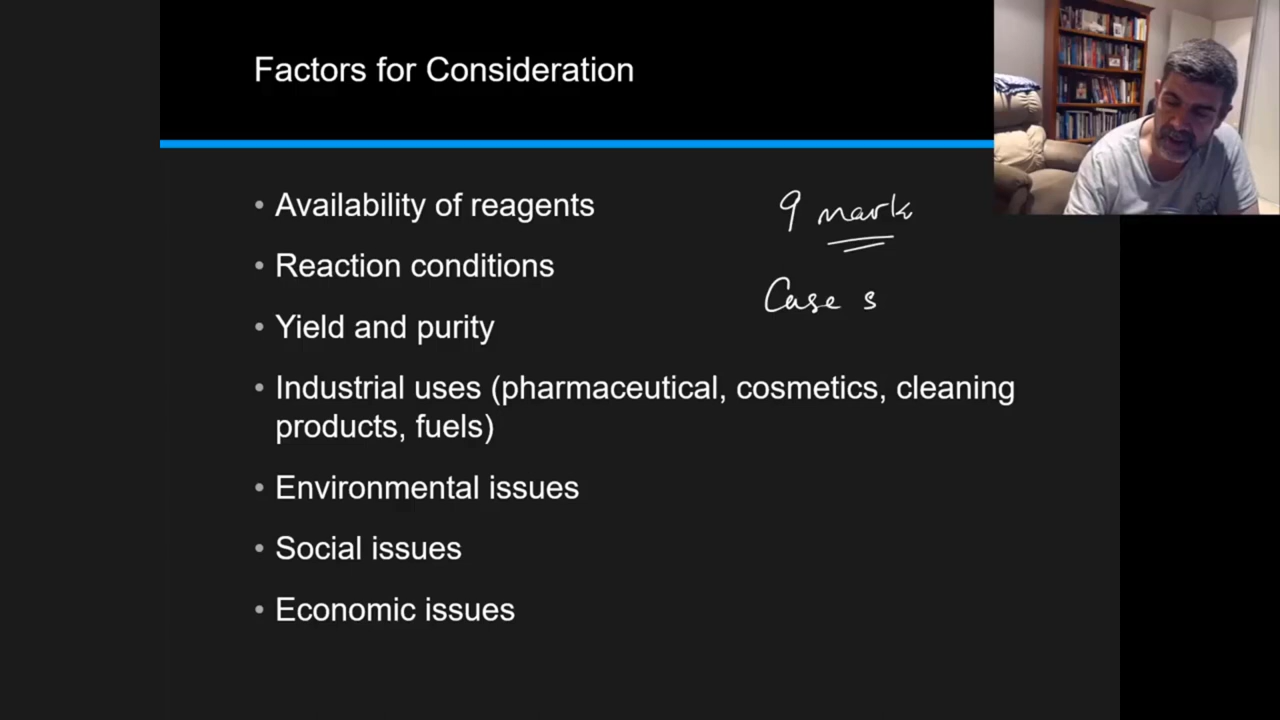 Factors for Consideration
• Availability of reagents
• Reaction conditions
• Yield and purity
• Industrial uses (pharmaceutical, cosmetics, cleaning
products, fuels)
• Environmental issues
• Social issues
• Economic issues
9 mark
Case s